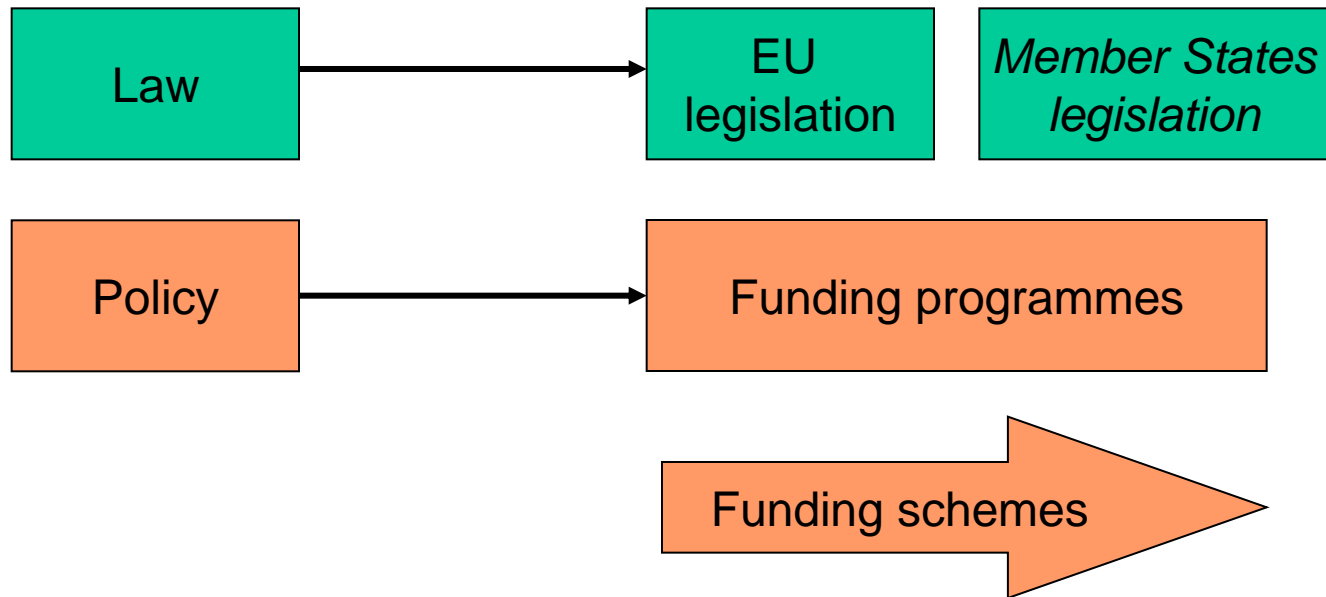 Law
EU
legislation
Member States
legislation
Policy
Funding programmes
Funding schemes